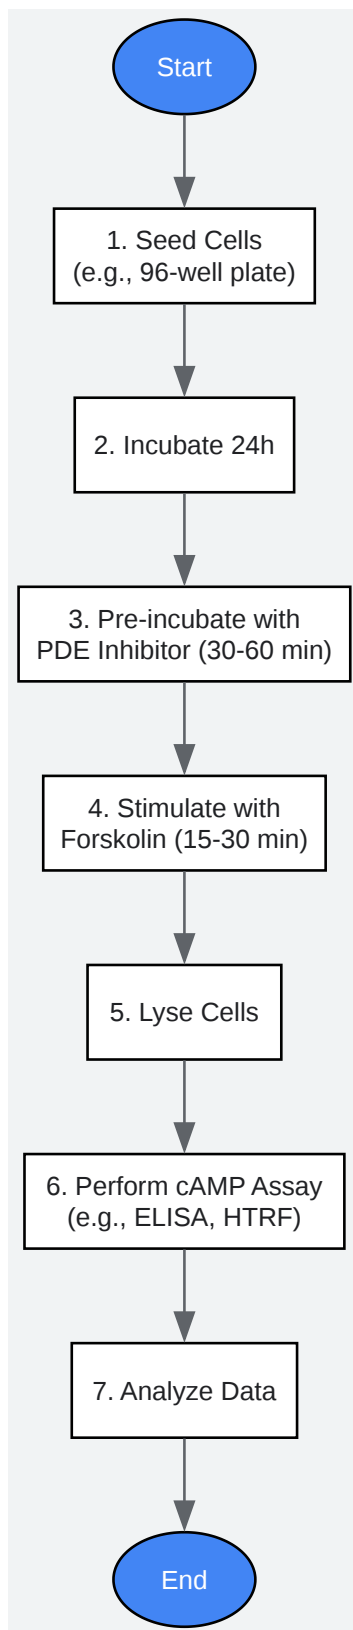 Start
1. Seed Cells
(e.g., 96-well plate)
2. Incubate 24h
3. Pre-incubate with
PDE Inhibitor (30-60 min)
4. Stimulate with
Forskolin (15-30 min)
5. Lyse Cells
6. Perform cAMP Assay
(e.g., ELISA, HTRF)
7. Analyze Data
End